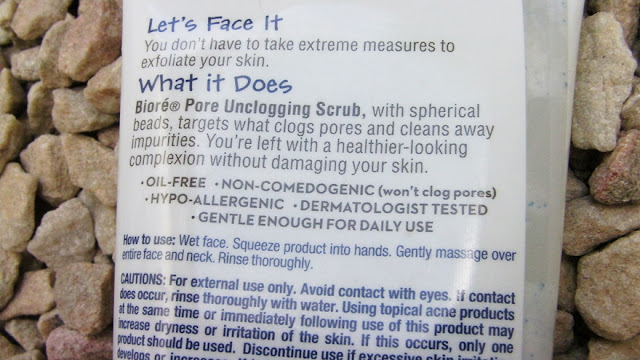 Let's Face It
You don't have to take extreme measures to
exfoliate your skin.
What it Does
Bioré® Pore Unclogging Scrub, with spherical
beads, targets what clogs pores and cleans away
impurities. You're left with a healthier-looking
complexion without damaging your skin.
• OIL-FREE • NON-COMEDOGENIC (won't clog pores)
• HYPO-ALLERGENIC • DERMATOLOGIST TESTED
• GENTLE ENOUGH FOR DAILY USE
How to use: Wet face. Squeeze product into hands. Gently massage over
entire face and neck. Rinse thoroughly.
CAUTIONS: For external use only. Avoid contact with eyes. If contact
does occur, rinse thoroughly with water. Using topical acne products
at the same time or immediately following use of this product may
increase dryness or irritation of the skin. If this occurs, only one
product should be used. Discontinue use if excessive skin irritation
develops or increases.